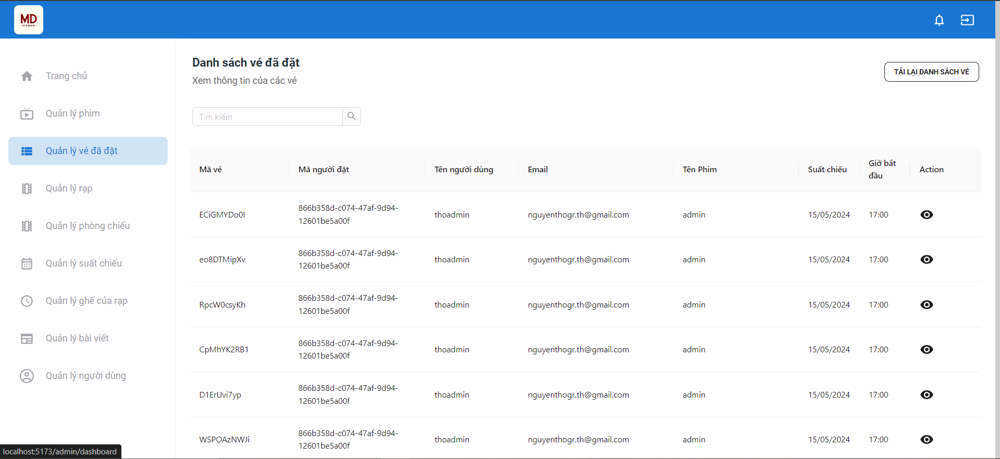 MD
CINEMA
Trang chủ
Quản lý phim
Quản lý vé đã đặt
Quản lý rạp
Quản lý phòng chiếu
Quản lý suất chiếu
Quản lý ghế của rạp
Quản lý bài viết
Quản lý người dùng
Danh sách vé đã đặt
Xem thông tin của các vé
TẢI LẠI DANH SÁCH VÉ
Tìm kiếm
Mã vé Mã người đặt Tên người dùng Email Tên Phim Suất chiếu Giờ bắt đầu Action
ECiGMYDo0I 866b358d-c074-47af-9d94-12601be5a00f thoadmin nguyenthogr.th@gmail.com admin 15/05/2024 17:00
eo8DTMipXv 866b358d-c074-47af-9d94-12601be5a00f thoadmin nguyenthogr.th@gmail.com admin 15/05/2024 17:00
RpcW0csyKh 866b358d-c074-47af-9d94-12601be5a00f thoadmin nguyenthogr.th@gmail.com admin 15/05/2024 17:00
CpMhYK2RB1 866b358d-c074-47af-9d94-12601be5a00f thoadmin nguyenthogr.th@gmail.com admin 15/05/2024 17:00
D1ErUvi7yp 866b358d-c074-47af-9d94-12601be5a00f thoadmin nguyenthogr.th@gmail.com admin 15/05/2024 17:00
WSPOAzNWJi 866b358d-c074-47af-9d94-12601be5a00f thoadmin nguyenthogr.th@gmail.com admin 15/05/2024 17:00
localhost:5173/admin/dashboard